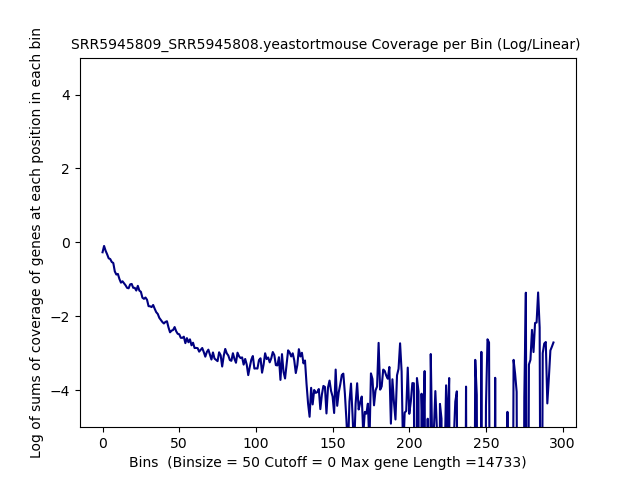 SRR5945809_SRR5945808.yeastortmouse Coverage per Bin (Log/Linear)
Log of sums of coverage of genes at each position in each bin
4
2
0
−2
−4
0 50 100 150 200 250 300
Bins  (Binsize = 50 Cutoff = 0 Max gene Length =14733)